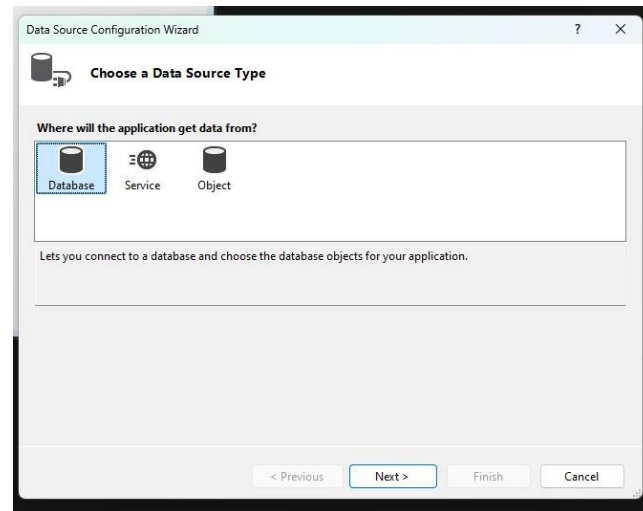 Data Source Configuration Wizard ? X
Choose a Data Source Type
Where will the application get data from?
Database Service Object
Lets you connect to a database and choose the database objects for your application.
< Previous Next > Finish Cancel